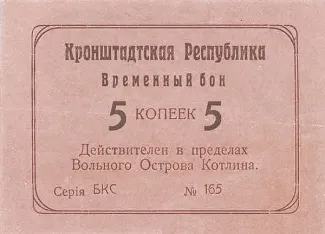 Кронштадтская Республика
Временный бон
5 КОПЕЕК 5
Действителен в пределах
Вольного Острова Котлина.
Серія БКС № 165